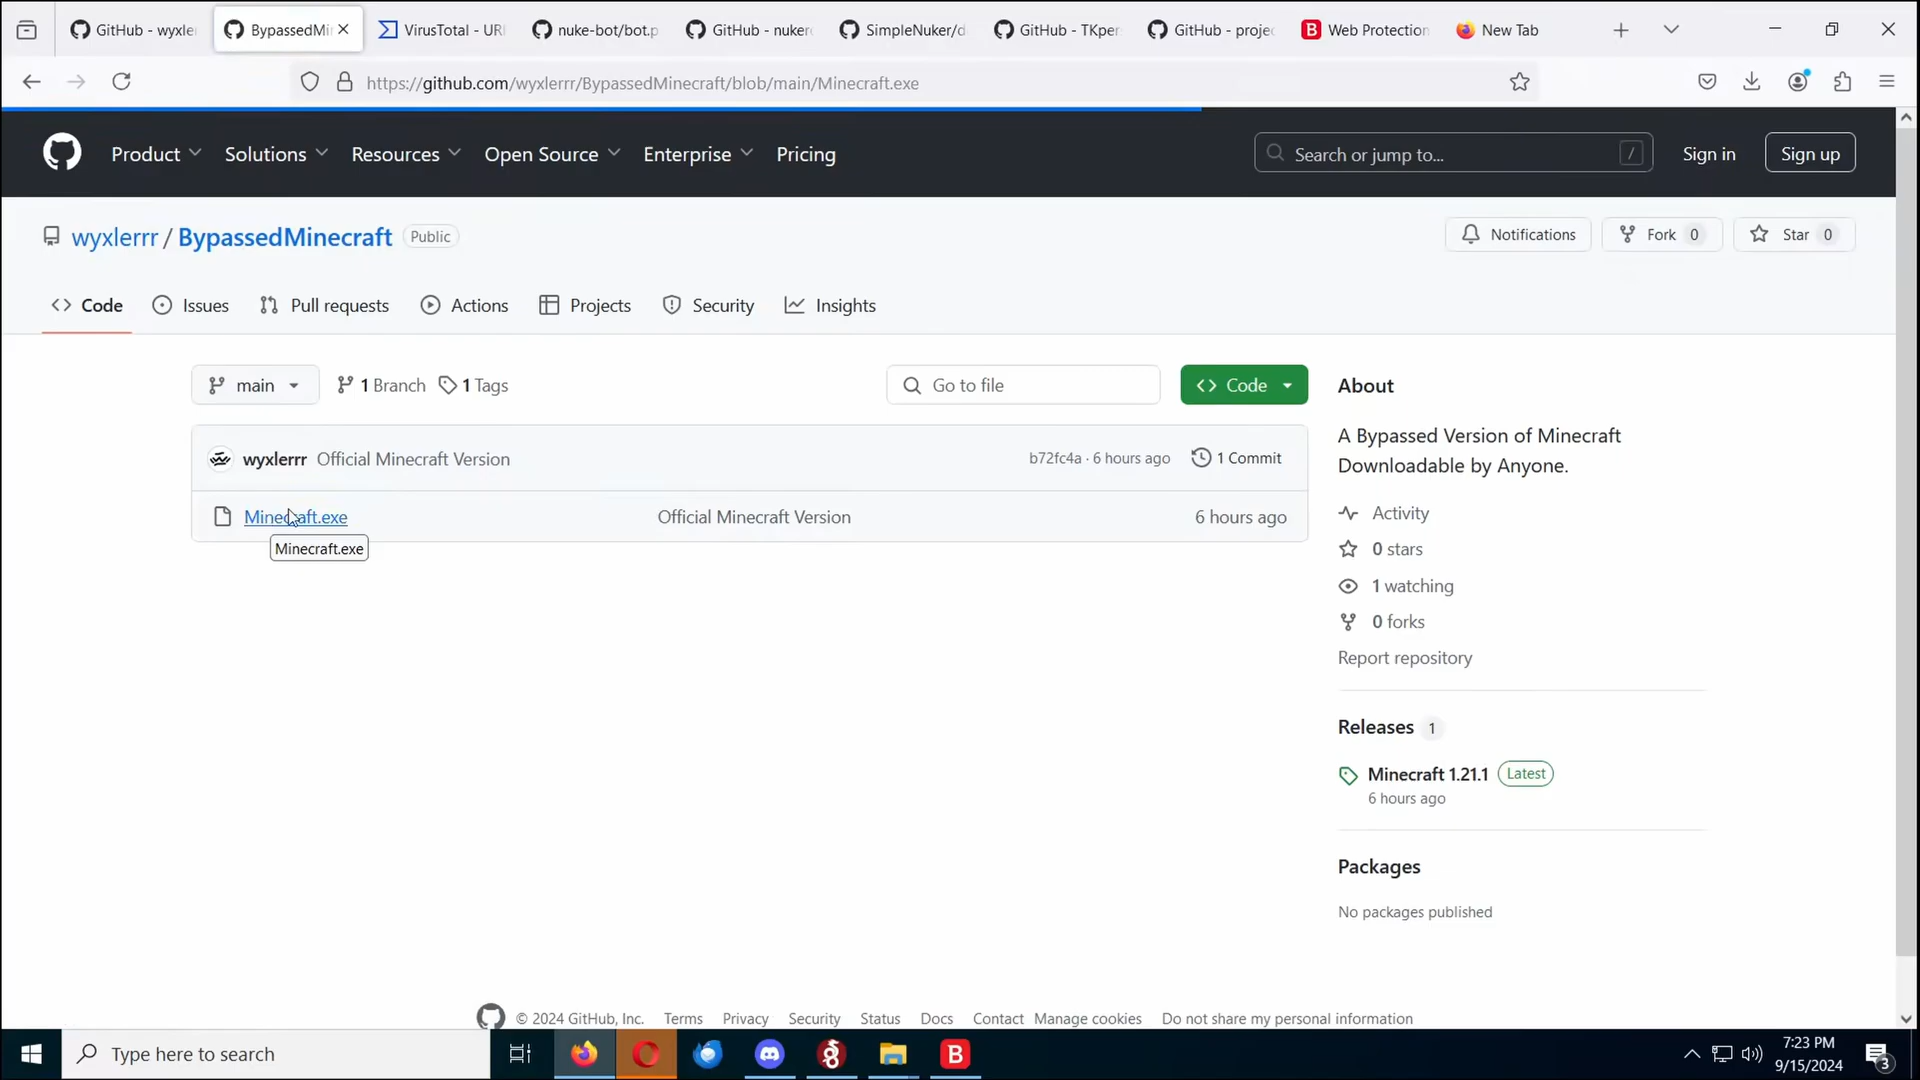 GitHub - wyxler
BypassedMi
VirusTotal - URI
nuke-bot/bot.p
GitHub - nukero
SimpleNuker/d
GitHub - TKper
GitHub - projec
B Web Protection
New Tab
https://github.com/wyxlerrr/BypassedMinecraft/blob/main/Minecraft.exe
Product
Solutions
Resources
Open Source
Enterprise
Pricing
Search or jump to...
/
Sign in
Sign up
wyxlerrr / BypassedMinecraft Public
Notifications
Fork 0
Star 0
Code
Issues
Pull requests
Actions
Projects
Security
Insights
main
1 Branch
1 Tags
Go to file
Code
wyxlerrr Official Minecraft Version
b72fc4a · 6 hours ago
1 Commit
Minecraft.exe
Official Minecraft Version
6 hours ago
Minecraft.exe
About
A Bypassed Version of Minecraft
Downloadable by Anyone.
Activity
0 stars
1 watching
0 forks
Report repository
Releases 1
Minecraft 1.21.1 Latest
6 hours ago
Packages
No packages published
© 2024 GitHub, Inc.
Terms
Privacy
Security
Status
Docs
Contact
Manage cookies
Do not share my personal information
Type here to search
B
7:23 PM
9/15/2024
3